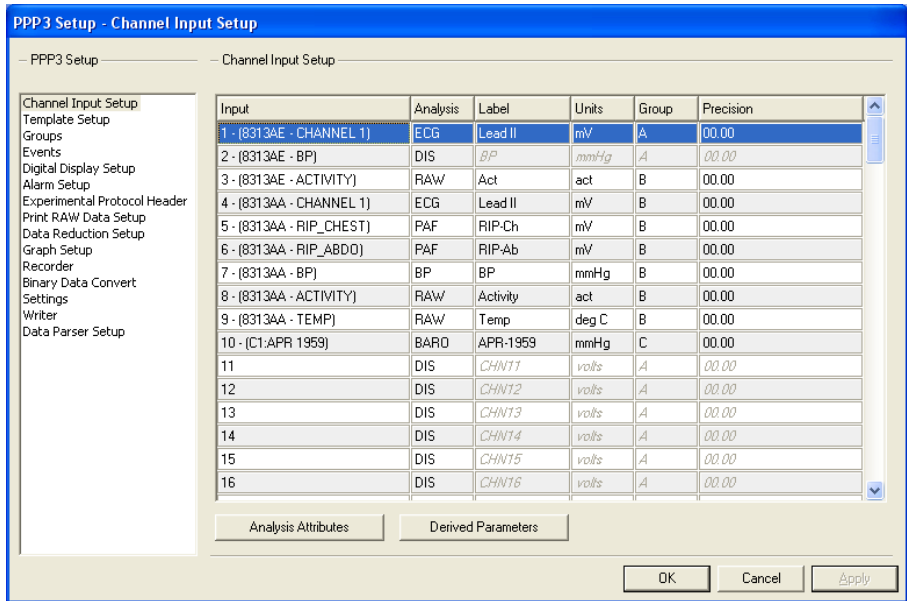 PPP3 Setup - Channel Input Setup
PPP3 Setup
Channel Input Setup
Template Setup
Groups
Events
Digital Display Setup
Alarm Setup
Experimental Protocol Header
Print RAW Data Setup
Data Reduction Setup
Graph Setup
Recorder
Binary Data Convert
Settings
Writer
Data Parser Setup
Channel Input Setup
Input Analysis Label Units Group Precision
1 - (8313AE - CHANNEL 1) ECG Lead II mV A 00.00
2 - (8313AE - BP) DIS BP mmHg A 00.00
3 - (8313AE - ACTIVITY) RAW Act act B 00.00
4 - (8313AA - CHANNEL 1) ECG Lead II mV B 00.00
5 - (8313AA - RIP_CHEST) PAF RIP-Ch mV B 00.00
6 - (8313AA - RIP_ABDO) PAF RIP-Ab mV B 00.00
7 - (8313AA - BP) BP BP mmHg B 00.00
8 - (8313AA - ACTIVITY) RAW Activity act B 00.00
9 - (8313AA - TEMP) RAW Temp deg C B 00.00
10 - (C1:APR 1959) BARO APR-1959 mmHg C 00.00
11 DIS CHN11 volts A 00.00
12 DIS CHN12 volts A 00.00
13 DIS CHN13 volts A 00.00
14 DIS CHN14 volts A 00.00
15 DIS CHN15 volts A 00.00
16 DIS CHN16 volts A 00.00
Analysis Attributes Derived Parameters
OK Cancel Apply